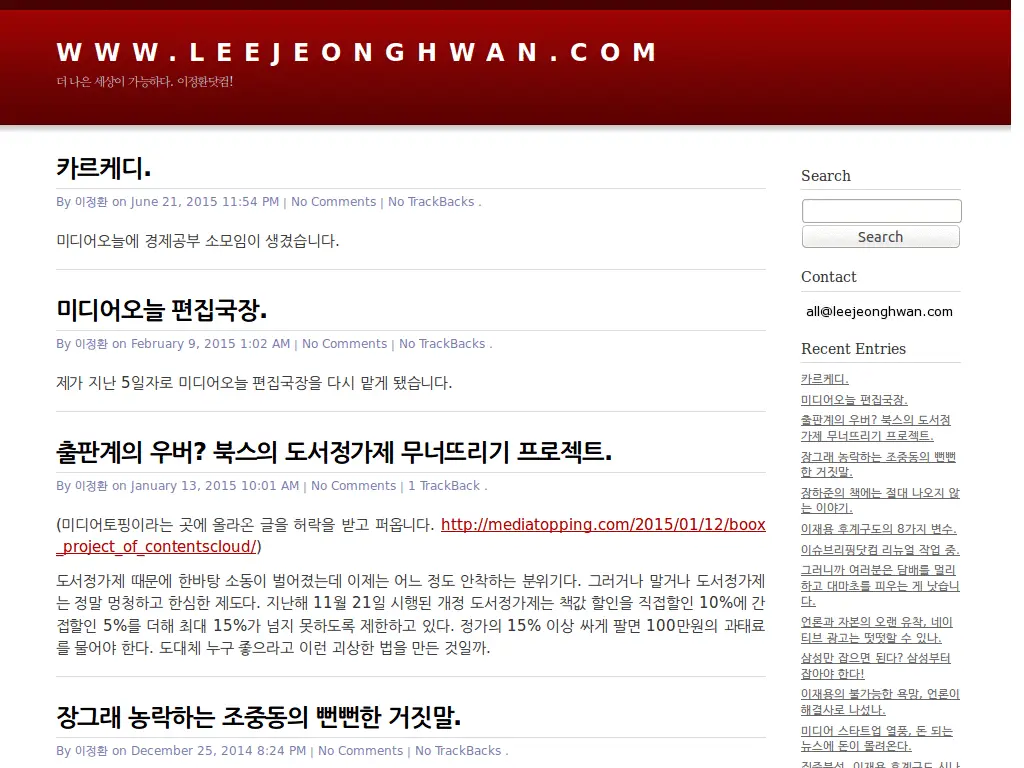 WWW.LEEJEONGHWAN.COM
더 나은 세상이 가능하다. 이정환닷컴!
카르케디.
By 이정환 on June 21, 2015 11:54 PM | No Comments | No TrackBacks .
미디어오늘에 경제공부 소모임이 생겼습니다.
미디어오늘 편집국장.
By 이정환 on February 9, 2015 1:02 AM | No Comments | No TrackBacks .
제가 지난 5일자로 미디어오늘 편집국장을 다시 맡게 됐습니다.
출판계의 우버? 북스의 도서정가제 무너뜨리기 프로젝트.
By 이정환 on January 13, 2015 10:01 AM | No Comments | 1 TrackBack .
(미디어토핑이라는 곳에 올라온 글을 허락을 받고 퍼옵니다. http://mediatopping.com/2015/01/12/boox
_project_of_contentscloud/)
도서정가제 때문에 한바탕 소동이 벌어졌는데 이제는 어느 정도 안착하는 분위기다. 그러거나 말거나 도서정가제
는 정말 멍청하고 한심한 제도다. 지난해 11월 21일 시행된 개정 도서정가제는 책값 할인을 직접할인 10%에 간
접할인 5%를 더해 최대 15%가 넘지 못하도록 제한하고 있다. 정가의 15% 이상 싸게 팔면 100만원의 과태료
를 물어야 한다. 도대체 누구 좋으라고 이런 괴상한 법을 만든 것일까.
장그래 농락하는 조중동의 뻔뻔한 거짓말.
By 이정환 on December 25, 2014 8:24 PM | No Comments | No TrackBacks .
Search
Search
Contact
all@leejeonghwan.com
Recent Entries
카르케디.
미디어오늘 편집국장.
출판계의 우버? 북스의 도서정
가제 무너뜨리기 프로젝트.
장그래 농락하는 조중동의 뻔뻔
한 거짓말.
장하준의 책에는 절대 나오지 않
는 이야기.
이재용 후계구도의 8가지 변수.
이슈브리핑닷컴 리뉴얼 작업 중.
그러니까 여러분은 담배를 멀리
하고 대마초를 피우는 게 낫습니
다.
언론과 자본의 오랜 유착, 네이
티브 광고는 떳떳할 수 있나.
삼성만 잡으면 된다? 삼성부터
잡아야 한다!
이재용의 불가능한 욕망, 언론이
해결사로 나섰나.
미디어 스타트업 열풍, 돈 되는
뉴스에 돈이 몰려온다.